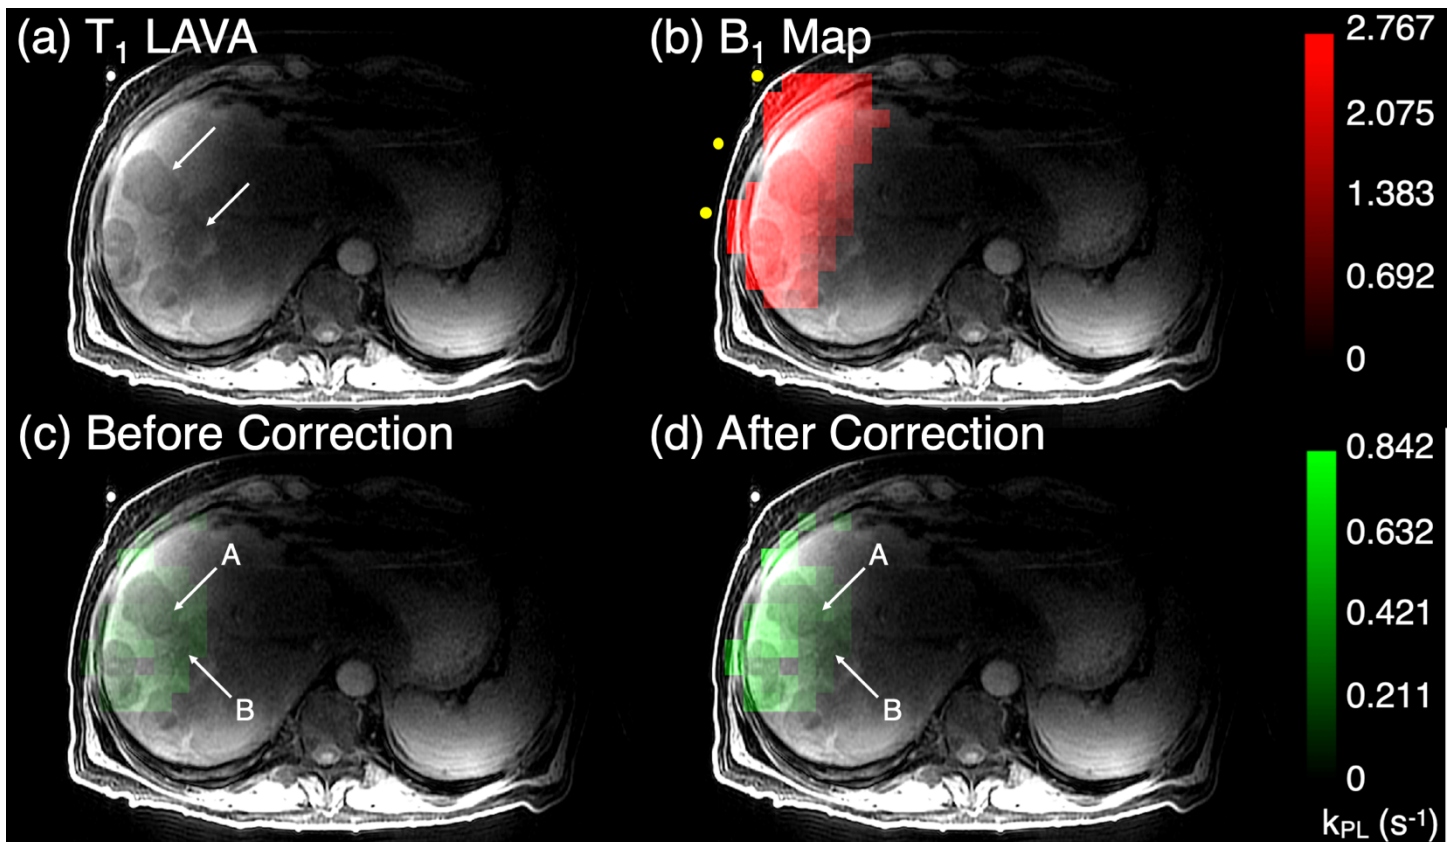 (a) T₁ LAVA
(b) B₁ Map
2.767
2.075
1.383
0.692
0
(c) Before Correction
(d) After Correction
A
B
A
B
0.842
0.632
0.421
0.211
0
kPL (s⁻¹)